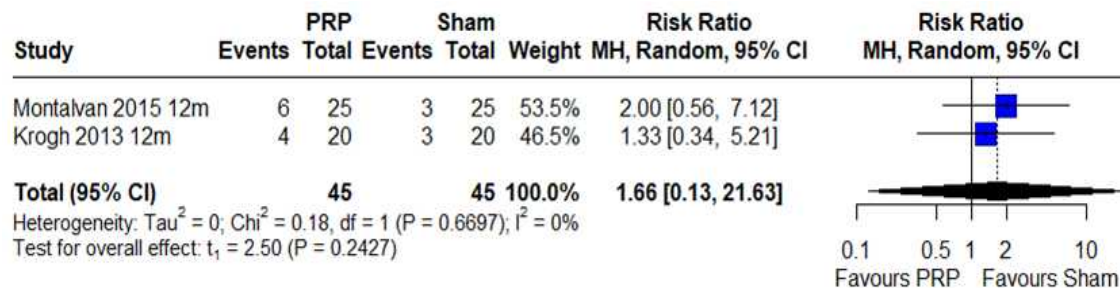 PRP Sham Risk Ratio Risk Ratio
Study Events Total Events Total Weight MH, Random, 95% CI MH, Random, 95% CI
Montalvan 2015 12m 6 25 3 25 53.5% 2.00 [0.56, 7.12]
Krogh 2013 12m 4 20 3 20 46.5% 1.33 [0.34, 5.21]
Total (95% CI) 45 45 100.0% 1.66 [0.13, 21.63]
Heterogeneity: Tau² = 0; Chi² = 0.18, df = 1 (P = 0.6697); I² = 0%
Test for overall effect: t₁ = 2.50 (P = 0.2427)
0.1 0.5 1 2 10
Favours PRP Favours Sham